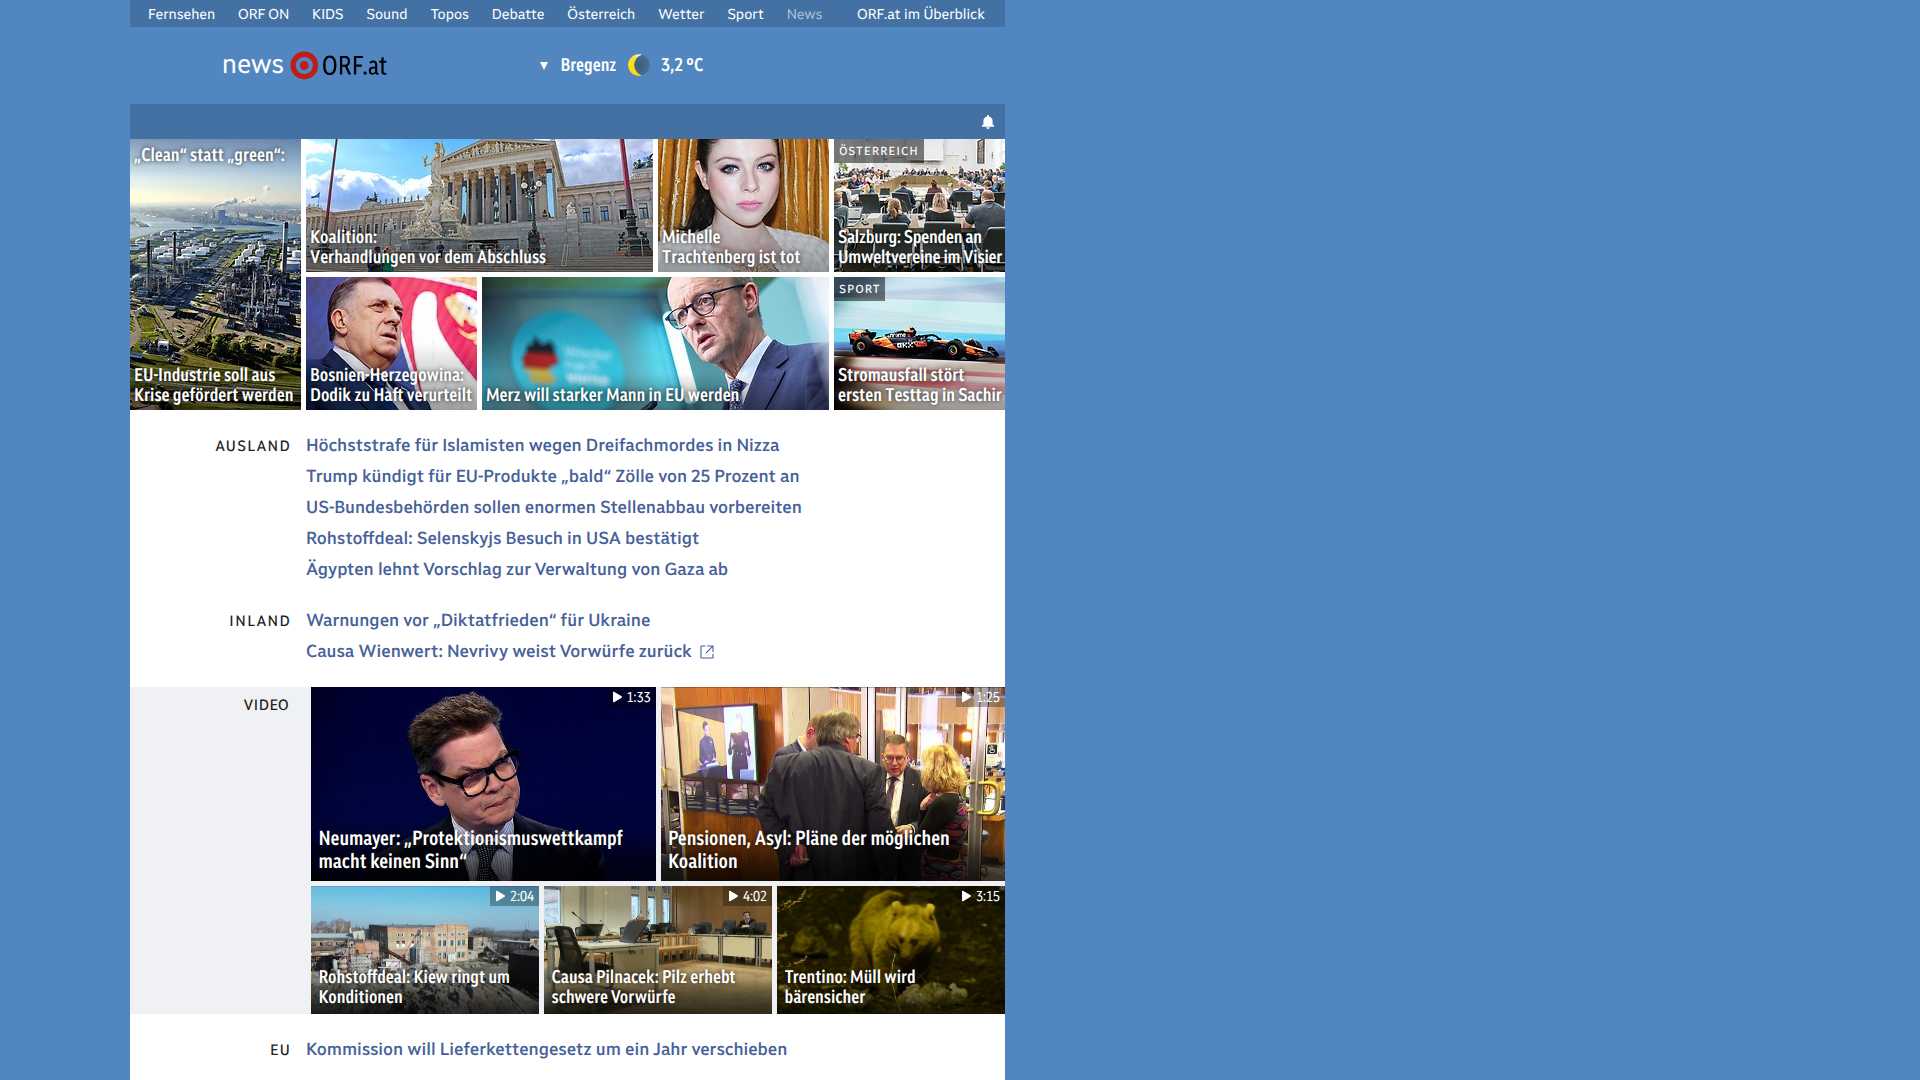 Fernsehen ORF ON KIDS Sound Topos Debatte Österreich Wetter Sport News ORF.at im Überblick
news ORF.at
Bregenz 3,2 °C
„Clean“ statt „green“:
EU-Industrie soll aus
Krise gefördert werden
Koalition:
Verhandlungen vor dem Abschluss
Michelle
Trachtenberg ist tot
ÖSTERREICH
Salzburg: Spenden an
Umweltvereine im Visier
Bosnien-Herzegowina:
Dodik zu Haft verurteilt
Merz will starker Mann in EU werden
SPORT
Stromausfall stört
ersten Testtag in Sachir
AUSLAND
Höchststrafe für Islamisten wegen Dreifachmordes in Nizza
Trump kündigt für EU-Produkte „bald“ Zölle von 25 Prozent an
US-Bundesbehörden sollen enormen Stellenabbau vorbereiten
Rohstoffdeal: Selenskyjs Besuch in USA bestätigt
Ägypten lehnt Vorschlag zur Verwaltung von Gaza ab
INLAND
Warnungen vor „Diktatfrieden“ für Ukraine
Causa Wienwert: Nevrivy weist Vorwürfe zurück
VIDEO
1:33
Neumayer: „Protektionismuswettkampf
macht keinen Sinn“
1:25
Pensionen, Asyl: Pläne der möglichen
Koalition
2:04
Rohstoffdeal: Kiew ringt um
Konditionen
4:02
Causa Pilnacek: Pilz erhebt
schwere Vorwürfe
3:15
Trentino: Müll wird
bärensicher
EU
Kommission will Lieferkettengesetz um ein Jahr verschieben